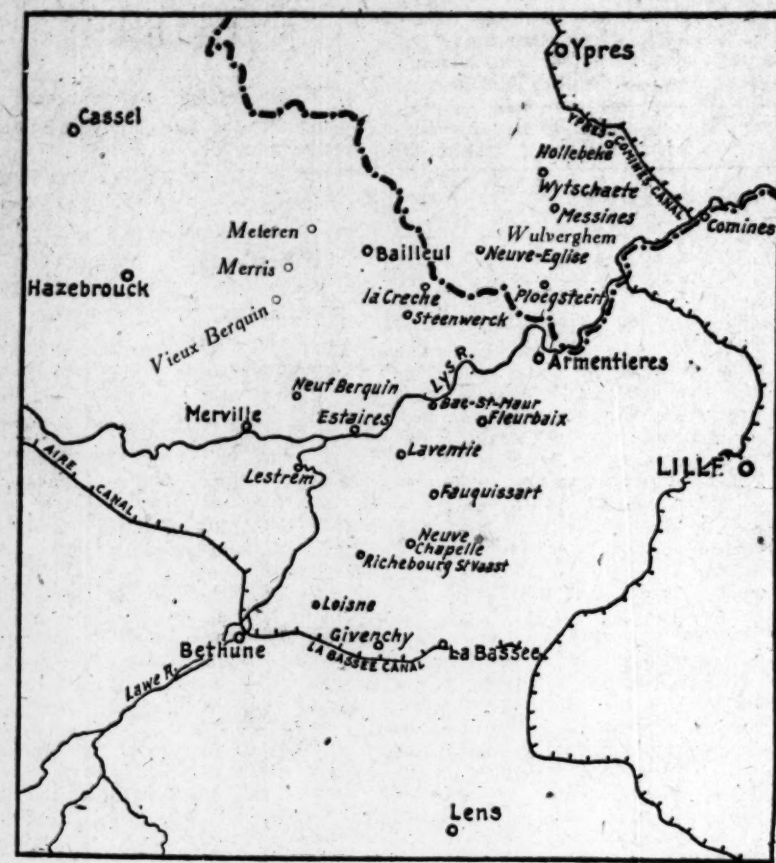 Ypres
Cassel
YPRES-COMINES CANAL
Hollebeke
Wytschaete
Messines
Comines
Meteren
Wulverghem
Bailleul
Neuve-Eglise
Merris
Hazebrouck
la Creche
Ploegsteert
Steenwerck
Vieux Berquin
LYS R.
Armentieres
Neuf Berquin
Bac-St-Maur
Merville
Estaires
Fleurbaix
Laventie
AIRE CANAL
Lestrem
LILLE
Fauquissart
Neuve
Chapelle
Richebourg St Vaast
Loisne
Givenchy
Bethune
LA BASSEE CANAL
La Bassee
Lawe R.
Lens